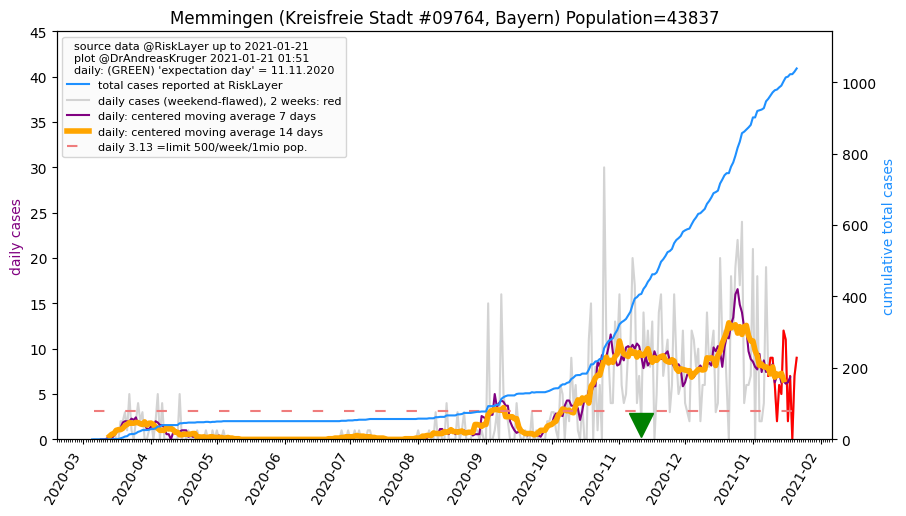 Memmingen (Kreisfreie Stadt #09764, Bayern) Population=43837
source data @RiskLayer up to 2021-01-21
plot @DrAndreasKruger 2021-01-21 01:51
daily: (GREEN) 'expectation day' = 11.11.2020
total cases reported at RiskLayer
daily cases (weekend-flawed), 2 weeks: red
daily: centered moving average 7 days
daily: centered moving average 14 days
daily 3.13 =limit 500/week/1mio pop.
daily cases
45
40
35
30
25
20
15
10
5
0
cumulative total cases
1000
800
600
400
200
0
2020-03
2020-04
2020-05
2020-06
2020-07
2020-08
2020-09
2020-10
2020-11
2020-12
2021-01
2021-02